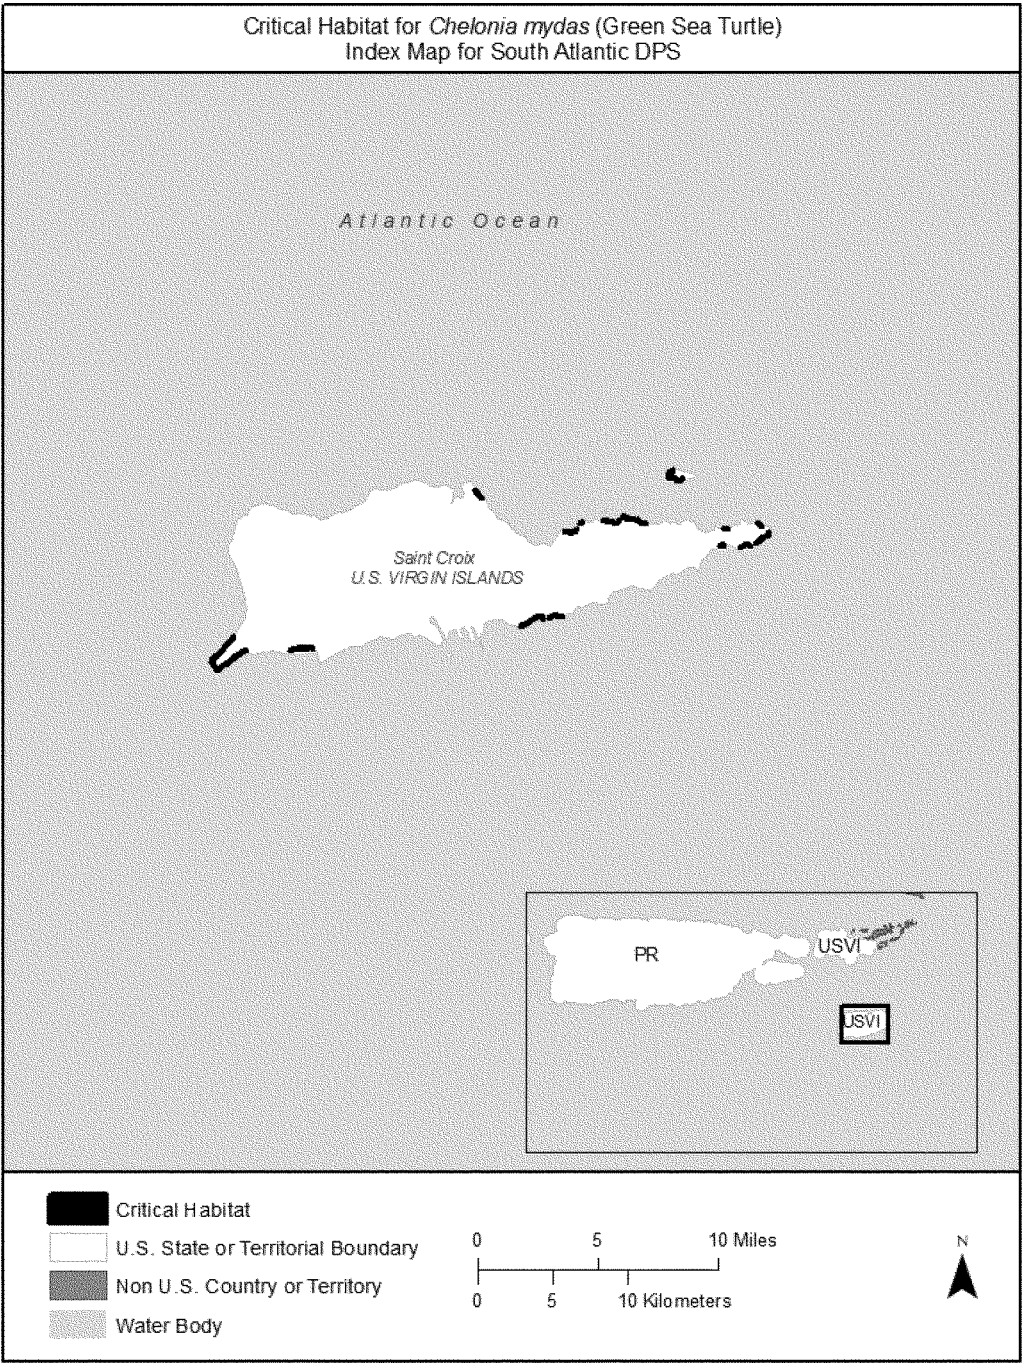 Critical Habitat for Chelonia mydas (Green Sea Turtle)
Index Map for South Atlantic DPS
Atlantic Ocean
Saint Croix
U.S. VIRGIN ISLANDS
PR
USVI
USVI
Critical Habitat
U.S. State or Territorial Boundary
Non U.S. Country or Territory
Water Body
0 5 10 Miles
0 5 10 Kilometers
N